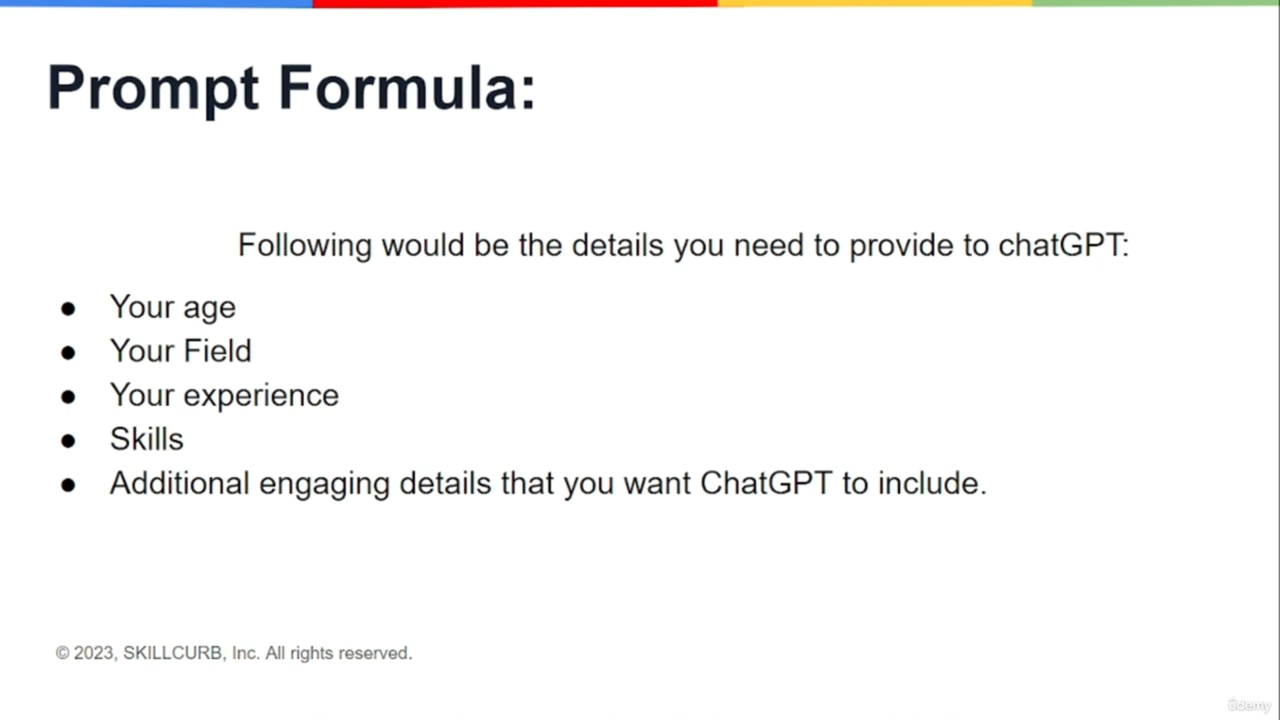 Prompt Formula:
Following would be the details you need to provide to chatGPT:
● Your age
● Your Field
● Your experience
● Skills
● Additional engaging details that you want ChatGPT to include.
© 2023, SKILLCURB, Inc. All rights reserved.
ûdemy